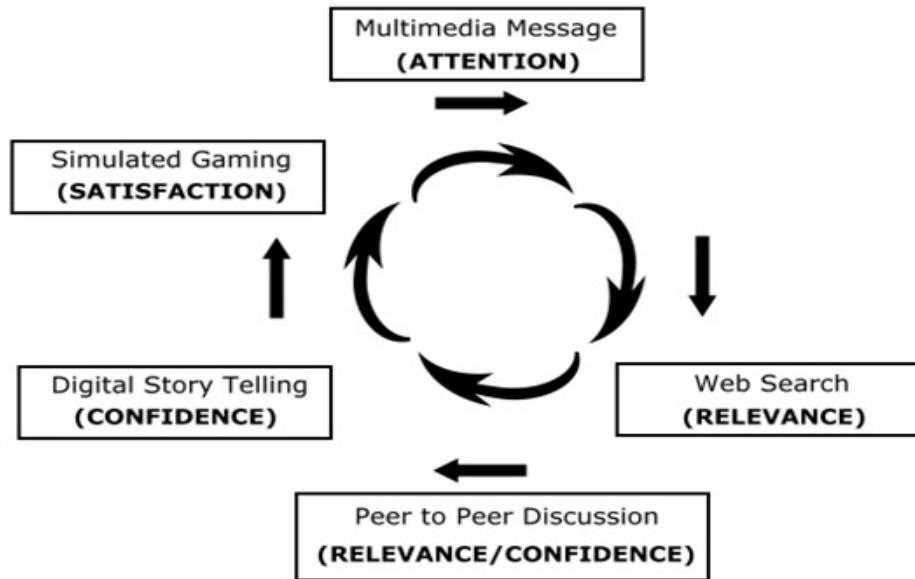 Multimedia Message
(ATTENTION)
Simulated Gaming
(SATISFACTION)
Digital Story Telling
(CONFIDENCE)
Web Search
(RELEVANCE)
Peer to Peer Discussion
(RELEVANCE/CONFIDENCE)